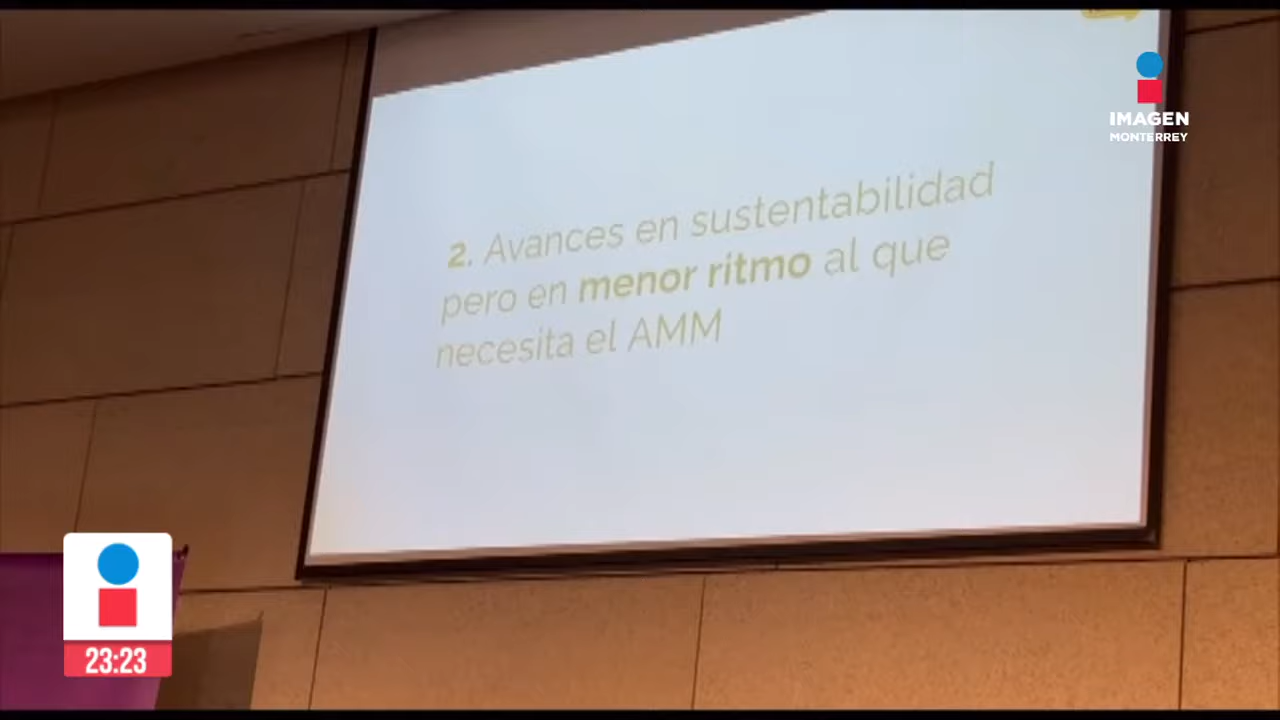 IMAGEN
MONTERREY
2. Avances en sustentabilidad
pero en menor ritmo al que
necesita el AMM
23:23